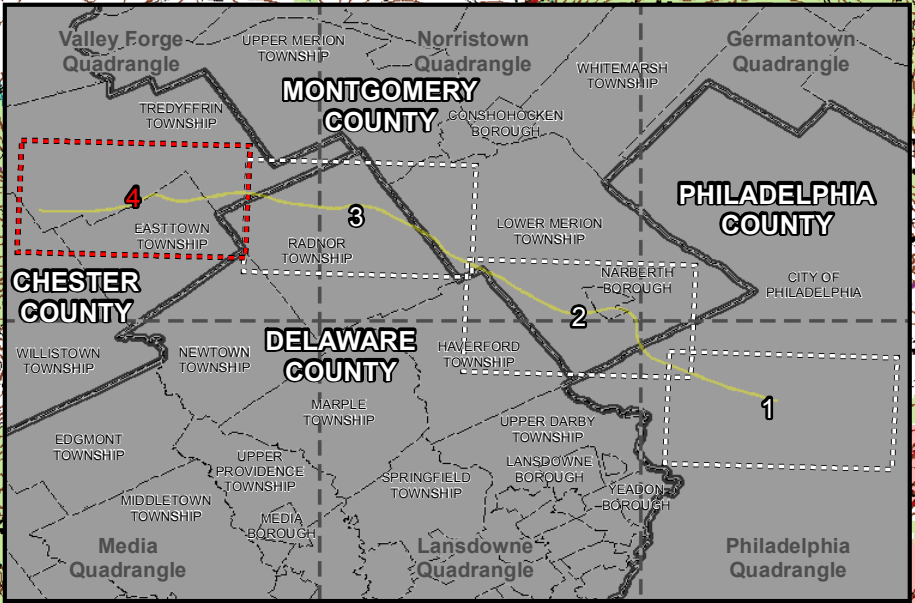 Valley Forge
Quadrangle
UPPER MERION
TOWNSHIP
Norristown
Quadrangle
Germantown
Quadrangle
WHITEMARSH
TOWNSHIP
MONTGOMERY
COUNTY
TREDYFFRIN
TOWNSHIP
CONSHOHOCKEN
BOROUGH
PHILADELPHIA
COUNTY
4
3
EASTTOWN
TOWNSHIP
RADNOR
TOWNSHIP
LOWER MERION
TOWNSHIP
CHESTER
COUNTY
NARBERTH
BOROUGH
CITY OF
PHILADELPHIA
2
DELAWARE
COUNTY
WILLISTOWN
TOWNSHIP
NEWTOWN
TOWNSHIP
HAVERFORD
TOWNSHIP
1
MARPLE
TOWNSHIP
UPPER DARBY
TOWNSHIP
EDGMONT
TOWNSHIP
UPPER
PROVIDENCE
TOWNSHIP
SPRINGFIELD
TOWNSHIP
LANSDOWNE
BOROUGH
YEADON
BOROUGH
MIDDLETOWN
TOWNSHIP
MEDIA
BOROUGH
Media
Quadrangle
Lansdowne
Quadrangle
Philadelphia
Quadrangle